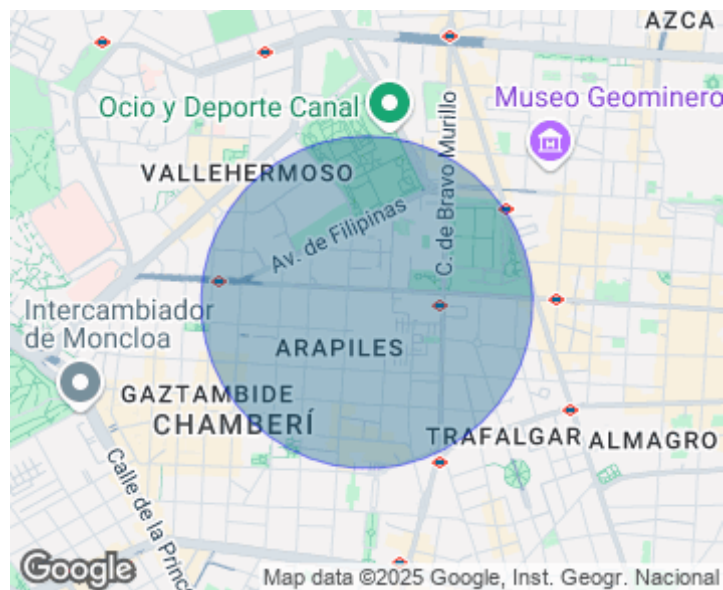 AZCA
Ocio y Deporte Canal
Museo Geominero
C. de Bravo Murillo
VALLEHERMOSO
Av. de Filipinas
Intercambiador
de Moncloa
ARAPILES
GAZTAMBIDE
CHAMBERÍ
TRAFALGAR
ALMAGRO
Calle de la Princ
Google
Map data ©2025 Google, Inst. Geogr. Nacional